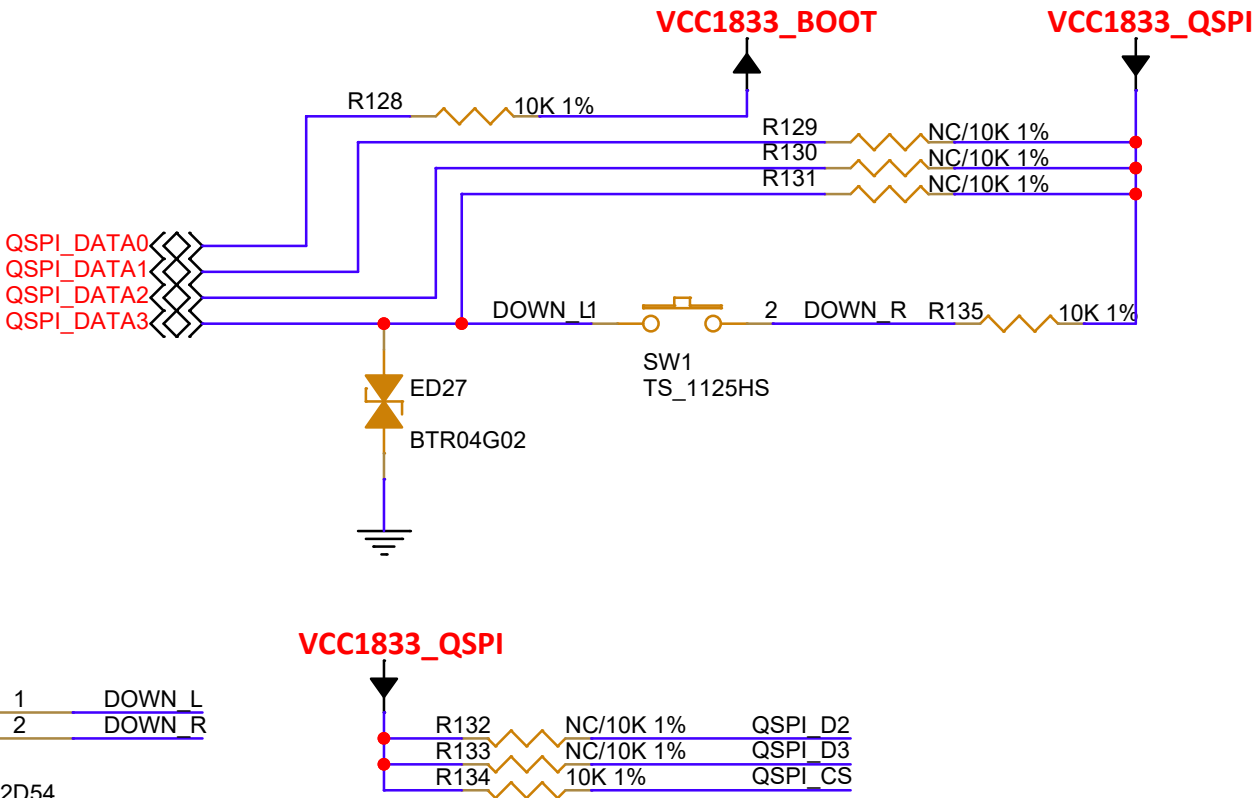 VCC1833_BOOT VCC1833_QSPI
R128 10K 1%
R129 NC/10K 1%
R130 NC/10K 1%
R131 NC/10K 1%
QSPI_DATA0
QSPI_DATA1
QSPI_DATA2
QSPI_DATA3
DOWN_L 1 2 DOWN_R R135 10K 1%
SW1
TS_1125HS
ED27
BTR04G02
VCC1833_QSPI
1 DOWN_L
2 DOWN_R
R132 NC/10K 1% QSPI_D2
R133 NC/10K 1% QSPI_D3
R134 10K 1% QSPI_CS
2D54